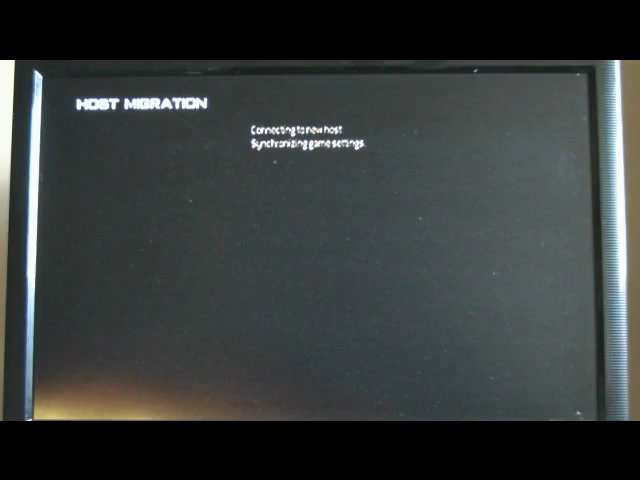 HOST MIGRATION
Connecting to new host
Synchronizing game settings.